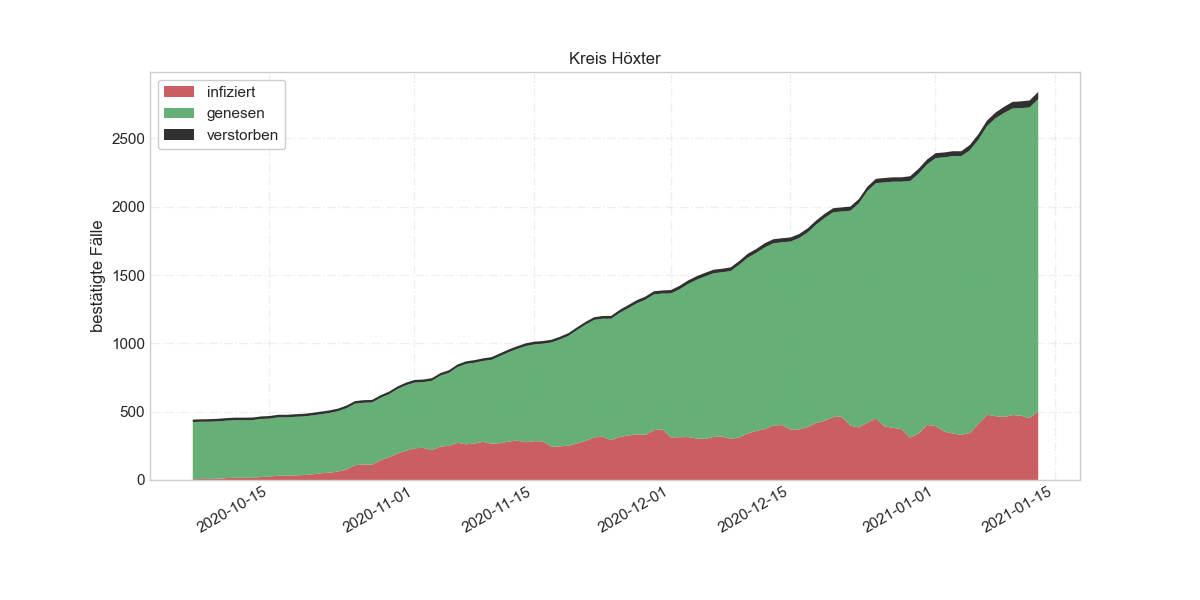 Kreis Höxter
infiziert
genesen
verstorben
bestätigte Fälle
2500
2000
1500
1000
500
0
2020-10-15
2020-11-01
2020-11-15
2020-12-01
2020-12-15
2021-01-01
2021-01-15